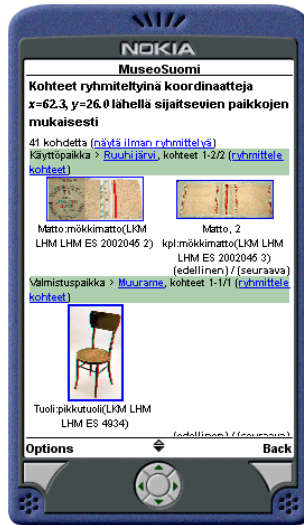 NOKIA
MuseoSuomi
Kohteet ryhmiteltyinä koordinaatteja
x=62.3, y=26.0 lähellä sijaitsevien paikkojen
mukaisesti
41 kohdetta (näytä ilman ryhmittelyä)
Käyttöpaikka > Ruuhijärvi, kohteet 1-2/2 (ryhmittele
kohteet)
Matto:mökkimatto(LKM
LHM LHM ES 2002045 2)
Matto, 2
kpl:mökkimatto(LKM LHM
LHM ES 2002045 3)
(edellinen) / (seuraava)
Valmistuspaikka > Muurame, kohteet 1-1/1 (ryhmittele
kohteet)
Tuoli:pikkutuoli(LKM LHM
LHM ES 4934)
(edellinen) / (seuraava)
Options
Back